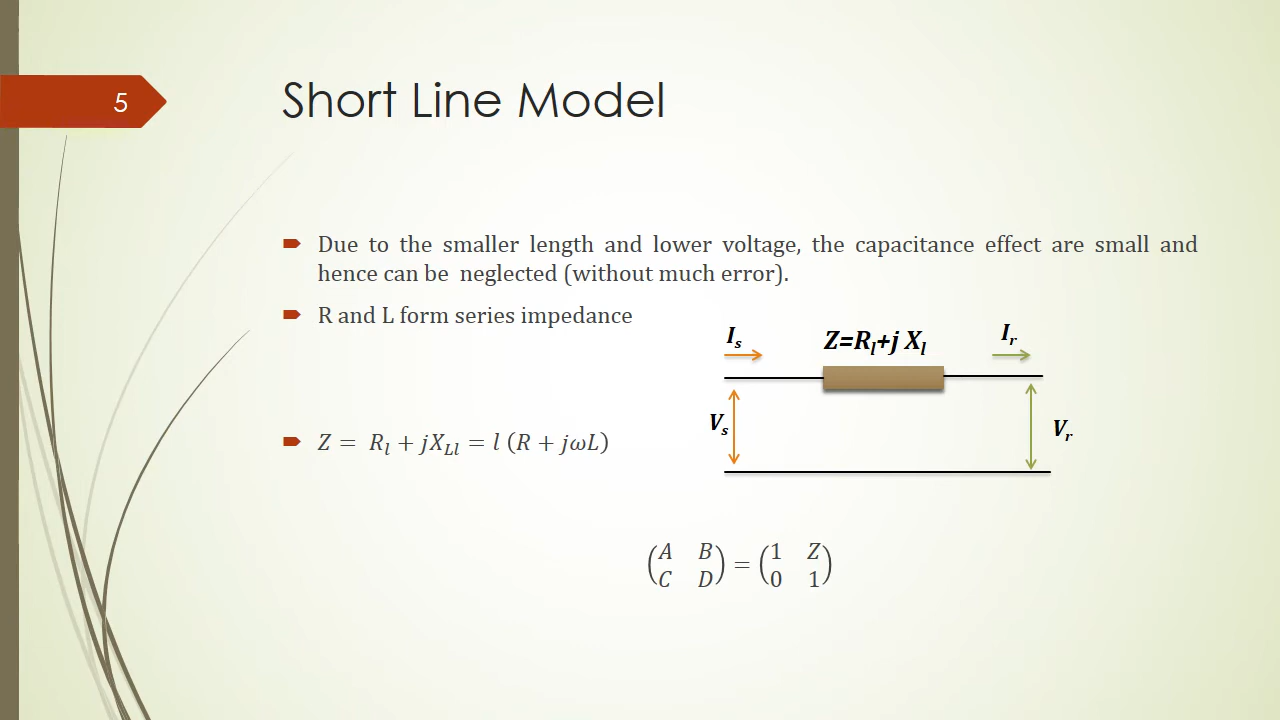 5
Short Line Model
Due to the smaller length and lower voltage, the capacitance effect are small and
hence can be neglected (without much error).
R and L form series impedance
I_s
Z=R_l+j X_l
I_r
V_s
V_r
Z = R_l + jX_{Ll} = l (R + jωL)
(A B
C D) = (1 Z
0 1)